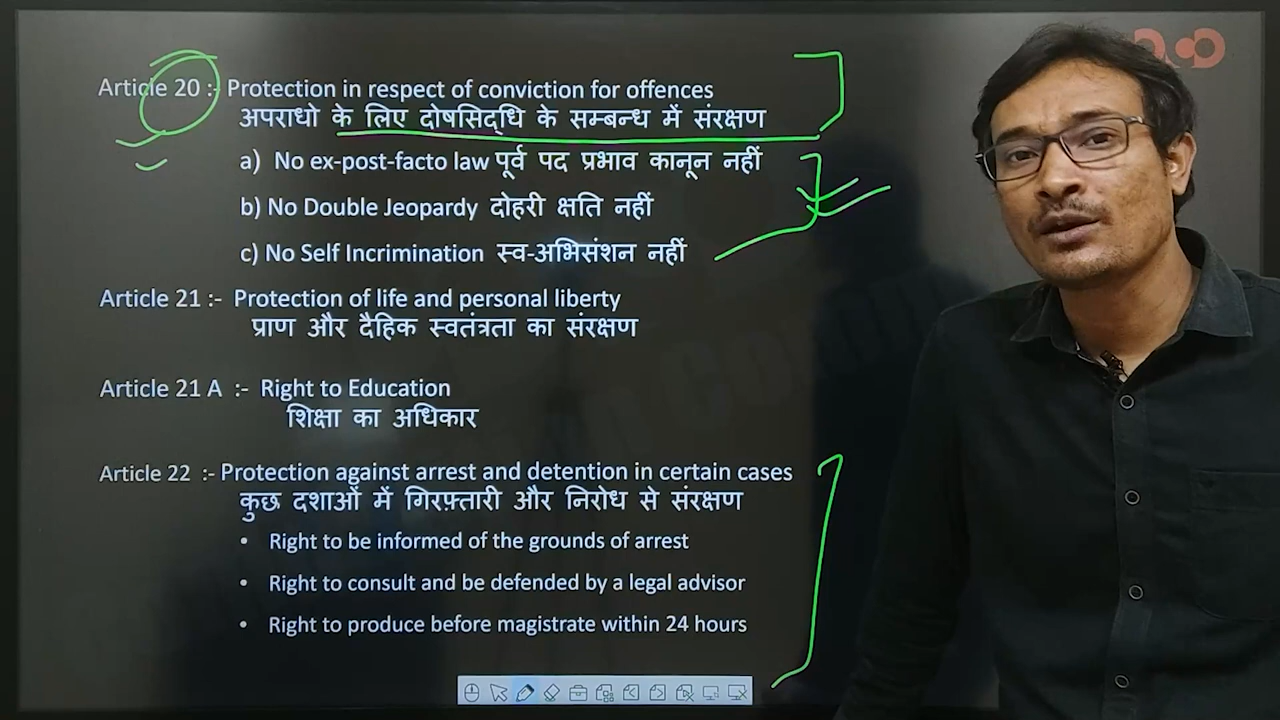 Article 20 :- Protection in respect of conviction for offences
अपराधो के लिए दोषसिद्धि के सम्बन्ध में संरक्षण
a) No ex-post-facto law पूर्व पद प्रभाव कानून नहीं
b) No Double Jeopardy दोहरी क्षति नहीं
c) No Self Incrimination स्व-अभिसंशन नहीं
Article 21 :- Protection of life and personal liberty
प्राण और दैहिक स्वतंत्रता का संरक्षण
Article 21 A :- Right to Education
शिक्षा का अधिकार
Article 22 :- Protection against arrest and detention in certain cases
कुछ दशाओं में गिरफ़्तारी और निरोध से संरक्षण
• Right to be informed of the grounds of arrest
• Right to consult and be defended by a legal advisor
• Right to produce before magistrate within 24 hours